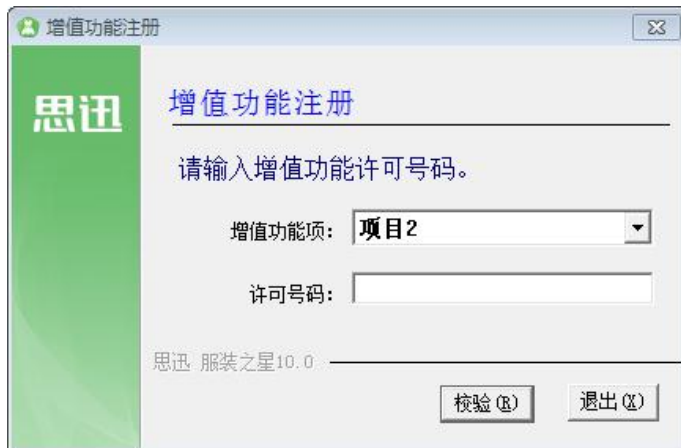 增值功能注册
思迅
增值功能注册
请输入增值功能许可号码。
增值功能项： 项目2
许可号码：
思迅 服装之星10.0
校验(R) 退出(X)